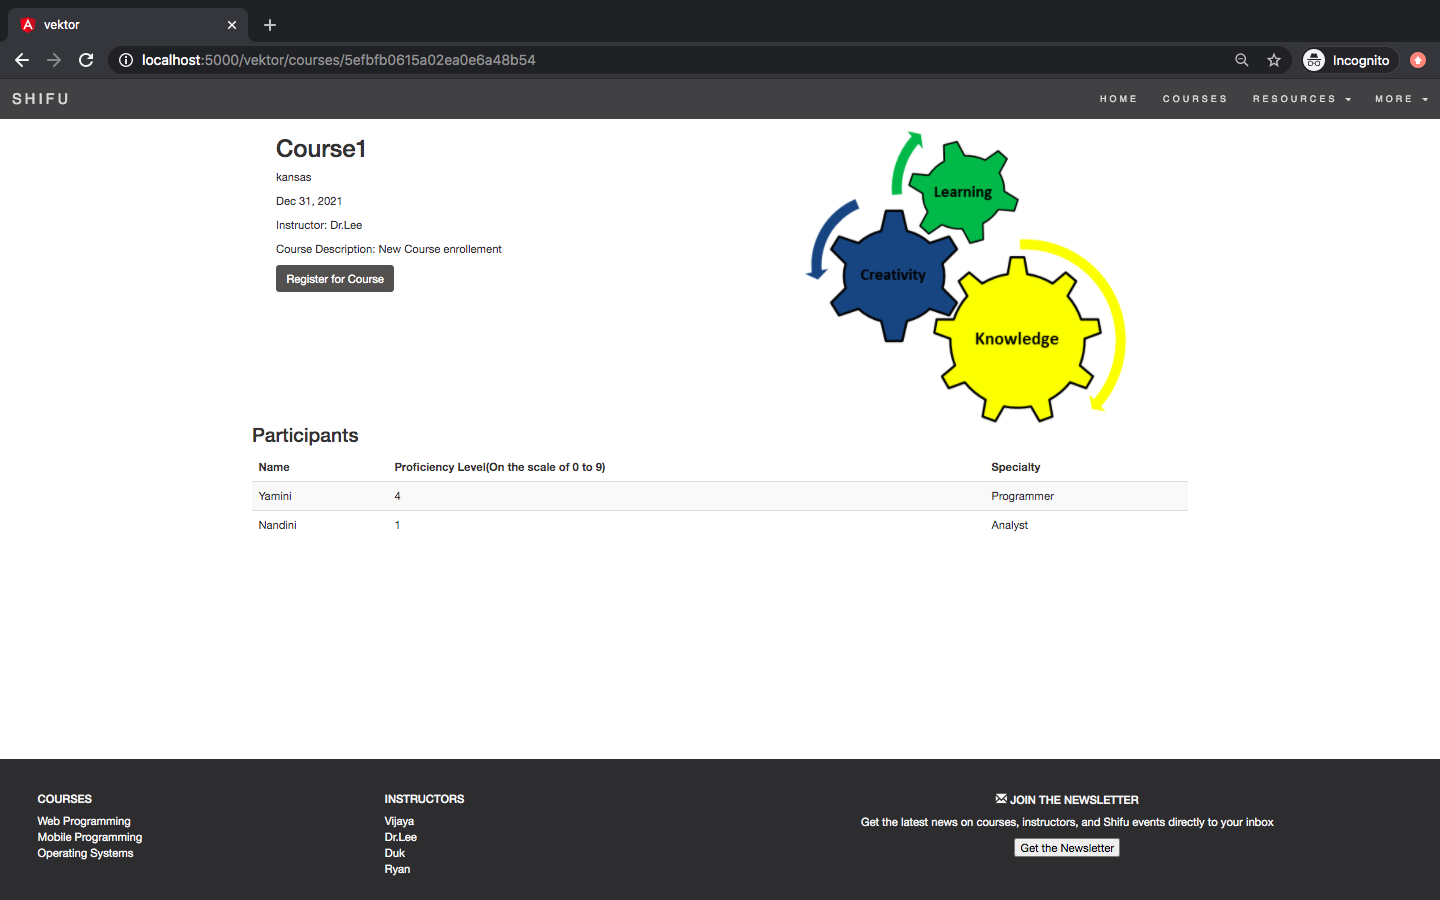 vektor
localhost:5000/vektor/courses/5efbfb0615a02ea0e6a48b54
Incognito
SHIFU
HOME COURSES RESOURCES MORE
Course1
kansas
Dec 31, 2021
Instructor: Dr.Lee
Course Description: New Course enrollement
Register for Course
Learning
Creativity
Knowledge
Participants
Name Proficiency Level(On the scale of 0 to 9) Specialty
Yamini 4 Programmer
Nandini 1 Analyst
COURSES
Web Programming
Mobile Programming
Operating Systems
INSTRUCTORS
Vijaya
Dr.Lee
Duk
Ryan
JOIN THE NEWSLETTER
Get the latest news on courses, instructors, and Shifu events directly to your inbox
Get the Newsletter